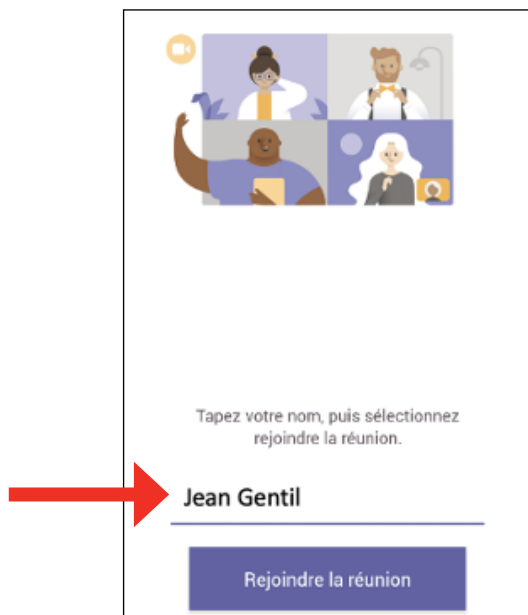 Tapez votre nom, puis sélectionnez
rejoindre la réunion.
Jean Gentil
Rejoindre la réunion